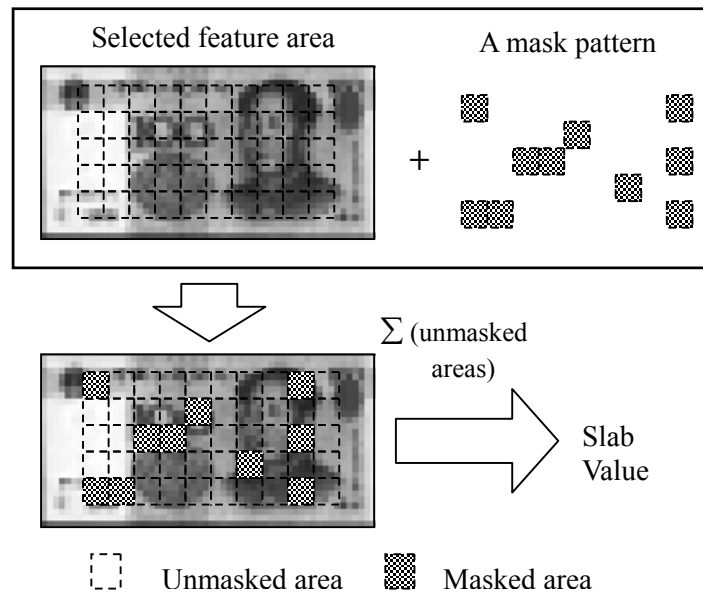 Selected feature area
A mask pattern
+
Σ (unmasked
areas)
Slab
Value
Unmasked area
Masked area